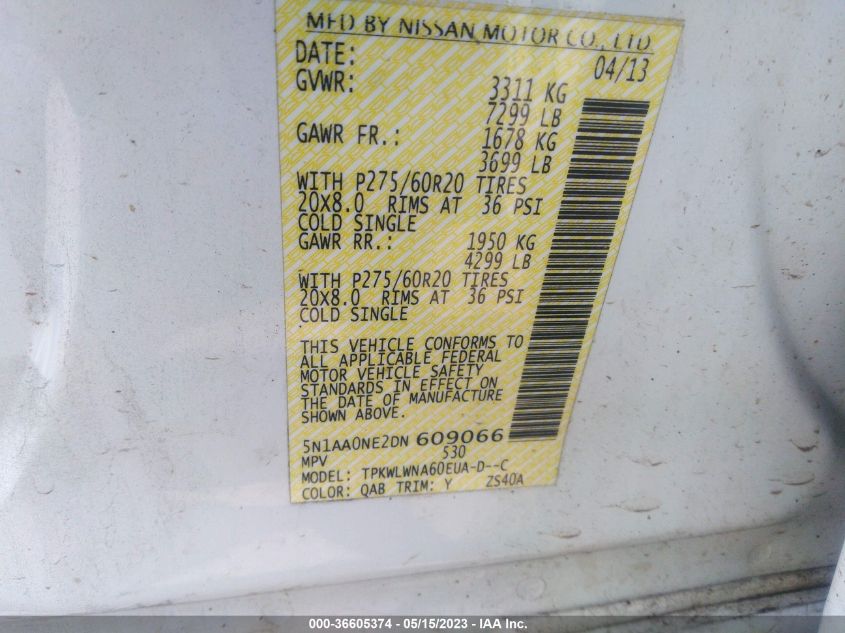 MFD BY NISSAN MOTOR CO., LTD.
DATE: 04/13
GVWR: 3311 KG
7299 LB
GAWR FR.: 1678 KG
3699 LB
WITH P275/60R20 TIRES
20X8.0 RIMS AT 36 PSI
COLD SINGLE
GAWR RR.: 1950 KG
4299 LB
WITH P275/60R20 TIRES
20X8.0 RIMS AT 36 PSI
COLD SINGLE
THIS VEHICLE CONFORMS TO
ALL APPLICABLE FEDERAL
MOTOR VEHICLE SAFETY
STANDARDS IN EFFECT ON
THE DATE OF MANUFACTURE
SHOWN ABOVE.
5N1AA0NE2DN 609066
MPV 530
MODEL: TPKWLWNA60EUA-D--C
COLOR: QAB TRIM: Y ZS40A
000-36605374 - 05/15/2023 - IAA Inc.